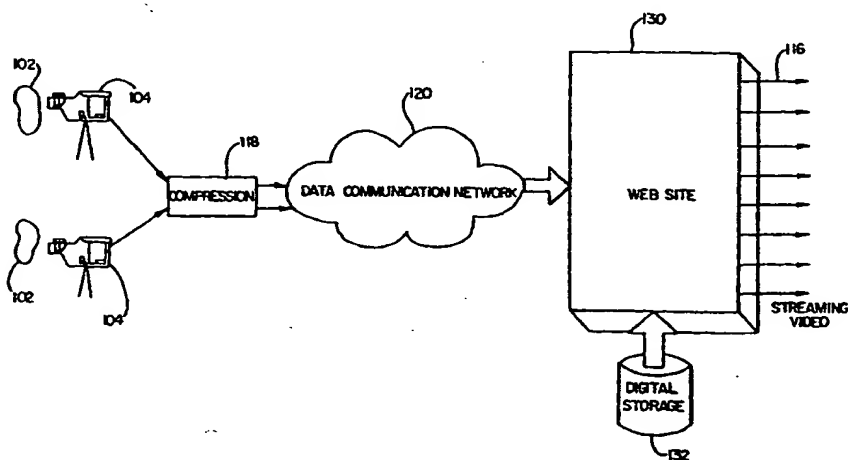 130
116
102
104
120
118
COMPRESSION
DATA COMMUNICATION NETWORK
WEB SITE
102
104
STREAMING
VIDEO
DIGITAL
STORAGE
132